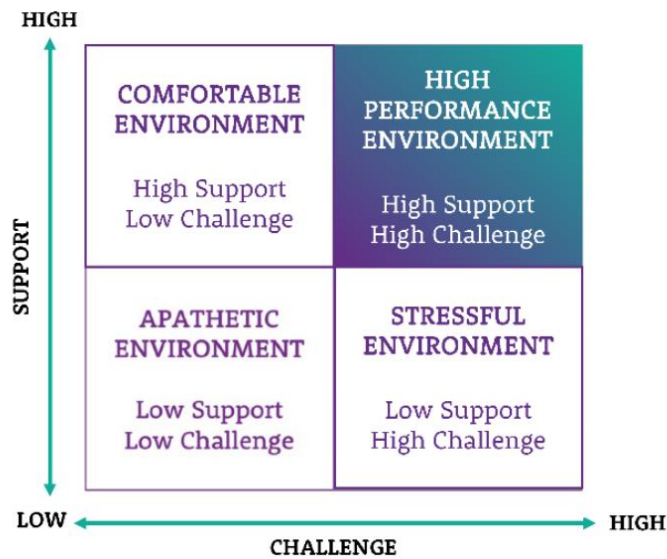 HIGH
COMFORTABLE
ENVIRONMENT
High Support
Low Challenge
HIGH
PERFORMANCE
ENVIRONMENT
High Support
High Challenge
SUPPORT
APATHETIC
ENVIRONMENT
Low Support
Low Challenge
STRESSFUL
ENVIRONMENT
Low Support
High Challenge
LOW
HIGH
CHALLENGE